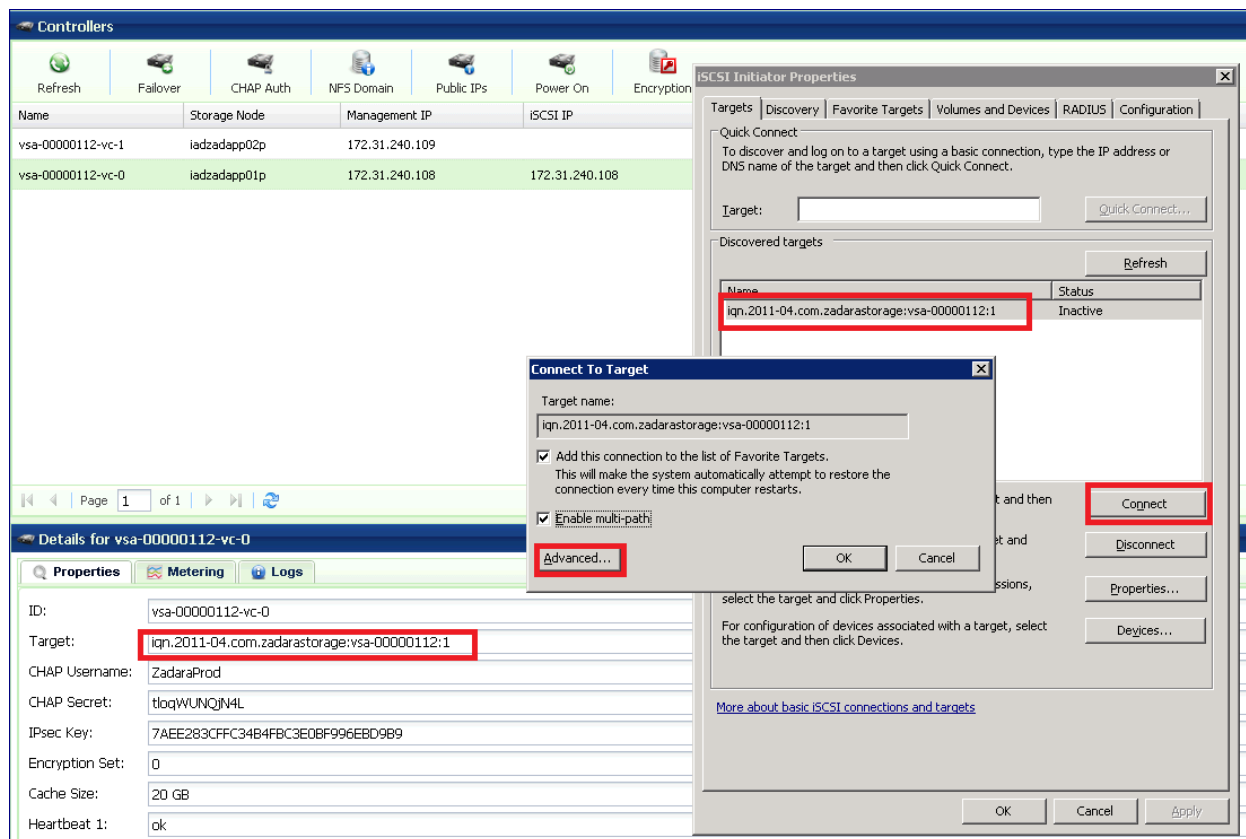 Controllers
Refresh Failover CHAP Auth NFS Domain Public IPs Power On Encryption
Name Storage Node Management IP iSCSI IP
vsa-00000112-vc-1 iadzadapp02p 172.31.240.109
vsa-00000112-vc-0 iadzadapp01p 172.31.240.108 172.31.240.108
Page 1 of 1
Details for vsa-00000112-vc-0
Properties Metering Logs
ID: vsa-00000112-vc-0
Target: iqn.2011-04.com.zadarastorage:vsa-00000112:1
CHAP Username: ZadaraProd
CHAP Secret: tloqWUNQjN4L
IPsec Key: 7AEE283CFFC34B4FBC3E0BF996EBD9B9
Encryption Set: 0
Cache Size: 20 GB
Heartbeat 1: ok
iSCSI Initiator Properties
Targets Discovery Favorite Targets Volumes and Devices RADIUS Configuration
Quick Connect
To discover and log on to a target using a basic connection, type the IP address or
DNS name of the target and then click Quick Connect.
Target: Quick Connect...
Discovered targets
Refresh
Name Status
iqn.2011-04.com.zadarastorage:vsa-00000112:1 Inactive
Connect To Target
Target name:
iqn.2011-04.com.zadarastorage:vsa-00000112:1
Add this connection to the list of Favorite Targets.
This will make the system automatically attempt to restore the
connection every time this computer restarts.
Enable multi-path
Advanced... OK Cancel
t and then
Connect
et and
Disconnect
ssions,
select the target and click Properties.
Properties...
For configuration of devices associated with a target, select
the target and then click Devices.
Devices...
More about basic iSCSI connections and targets
OK Cancel Apply